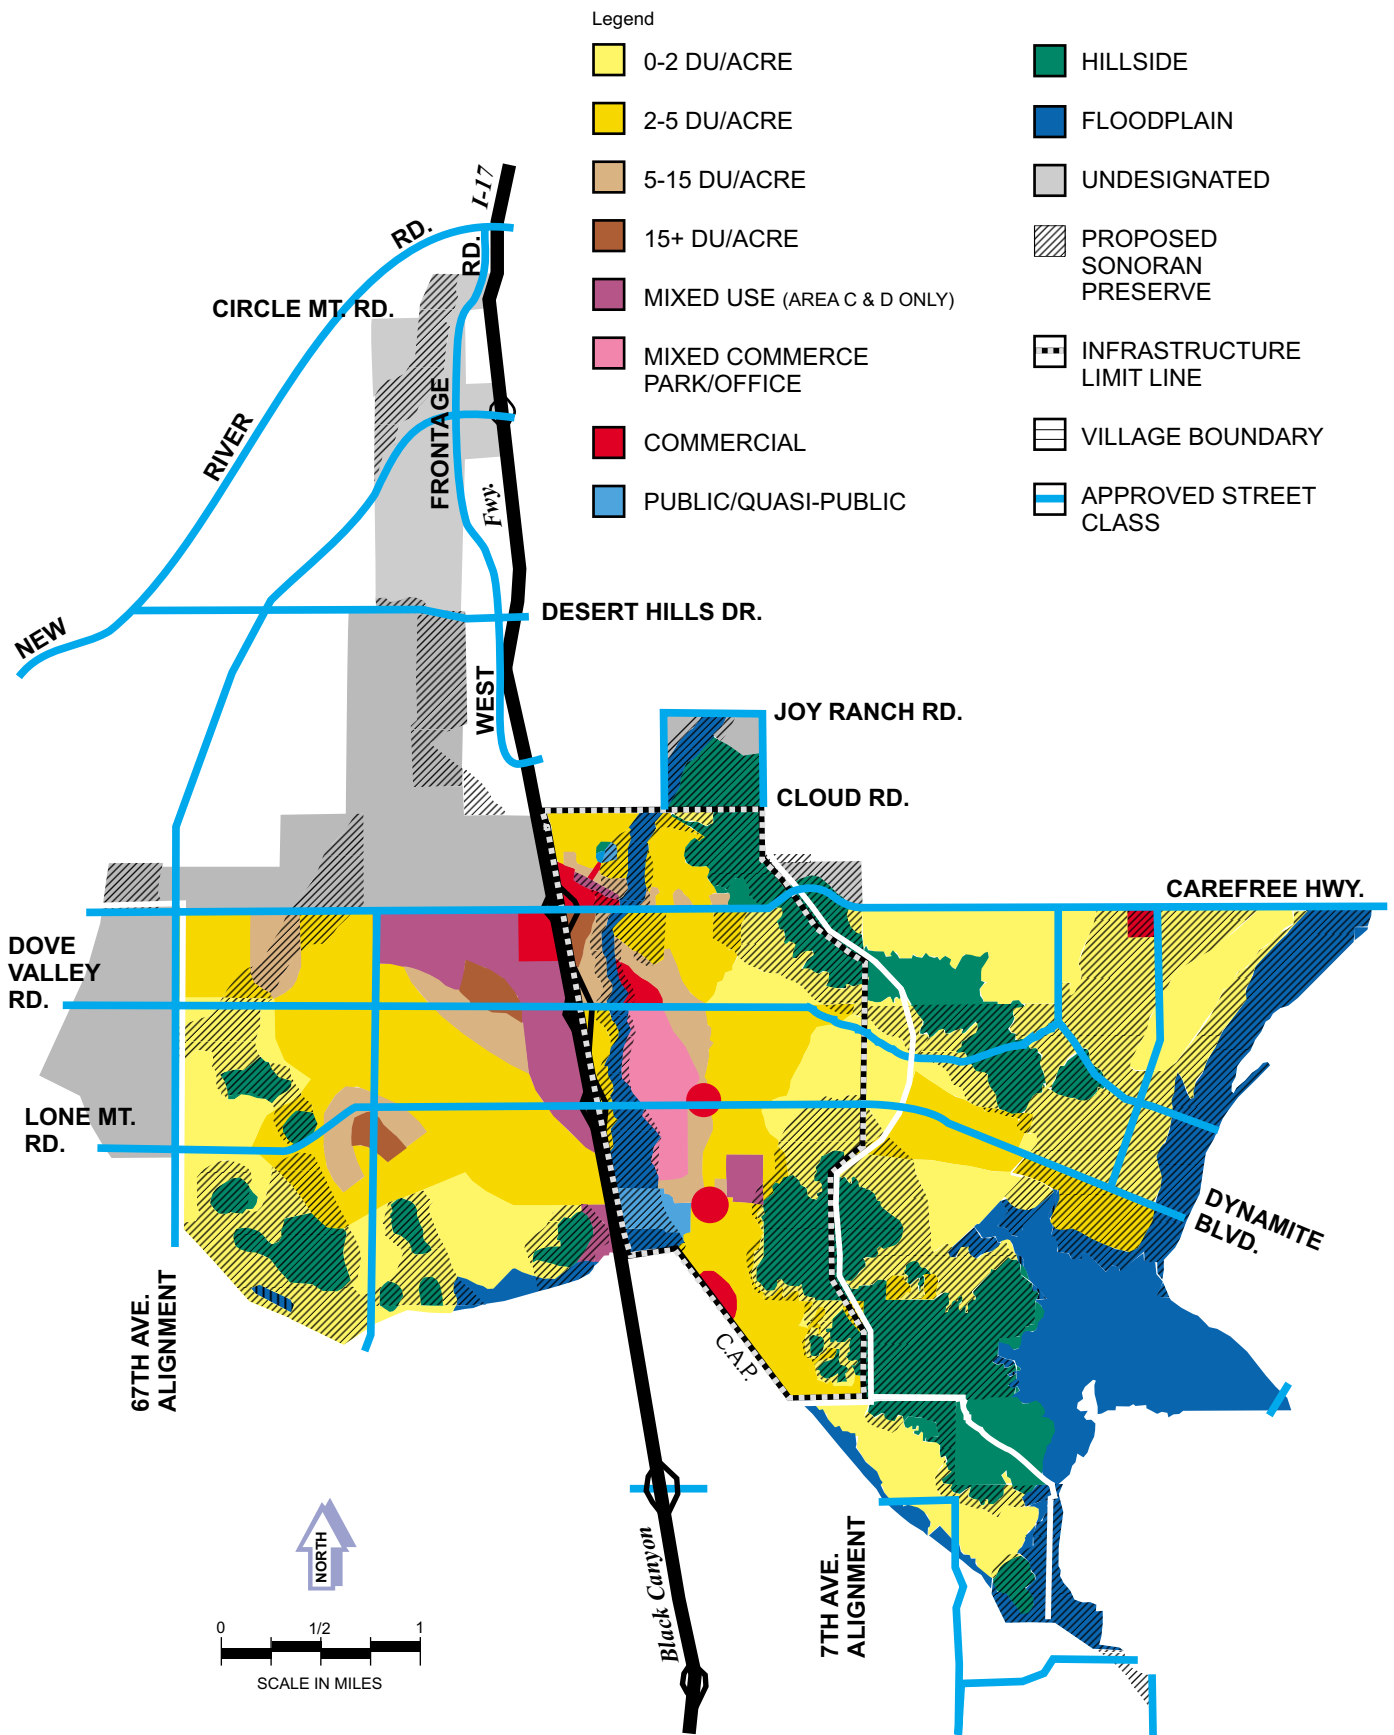 Legend
0-2 DU/ACRE
2-5 DU/ACRE
5-15 DU/ACRE
15+ DU/ACRE
MIXED USE (AREA C & D ONLY)
MIXED COMMERCE
PARK/OFFICE
COMMERCIAL
PUBLIC/QUASI-PUBLIC
HILLSIDE
FLOODPLAIN
UNDESIGNATED
PROPOSED
SONORAN
PRESERVE
INFRASTRUCTURE
LIMIT LINE
VILLAGE BOUNDARY
APPROVED STREET
CLASS
I-17
RD.
RD.
CIRCLE MT. RD.
FRONTAGE
RIVER
Fwy.
DESERT HILLS DR.
NEW
WEST
JOY RANCH RD.
CLOUD RD.
CAREFREE HWY.
DOVE
VALLEY
RD.
LONE MT.
RD.
DYNAMITE
BLVD.
67TH AVE.
ALIGNMENT
C.A.P.
7TH AVE.
ALIGNMENT
Black Canyon
NORTH
0 1/2 1
SCALE IN MILES